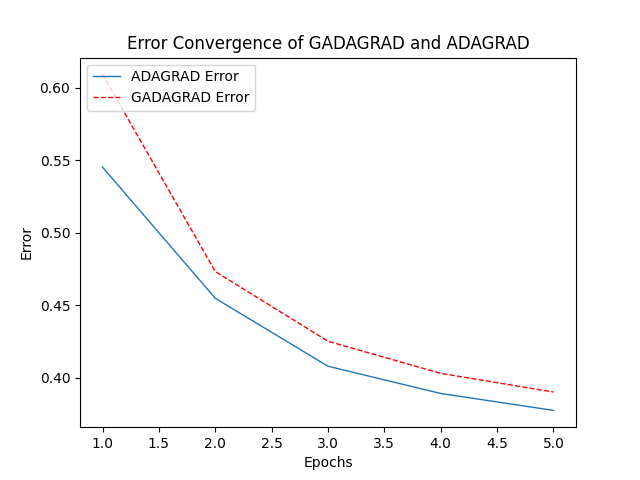 Error Convergence of GADAGRAD and ADAGRAD
ADAGRAD Error
GADAGRAD Error
0.60
0.55
0.50
0.45
0.40
Error
1.0 1.5 2.0 2.5 3.0 3.5 4.0 4.5 5.0
Epochs